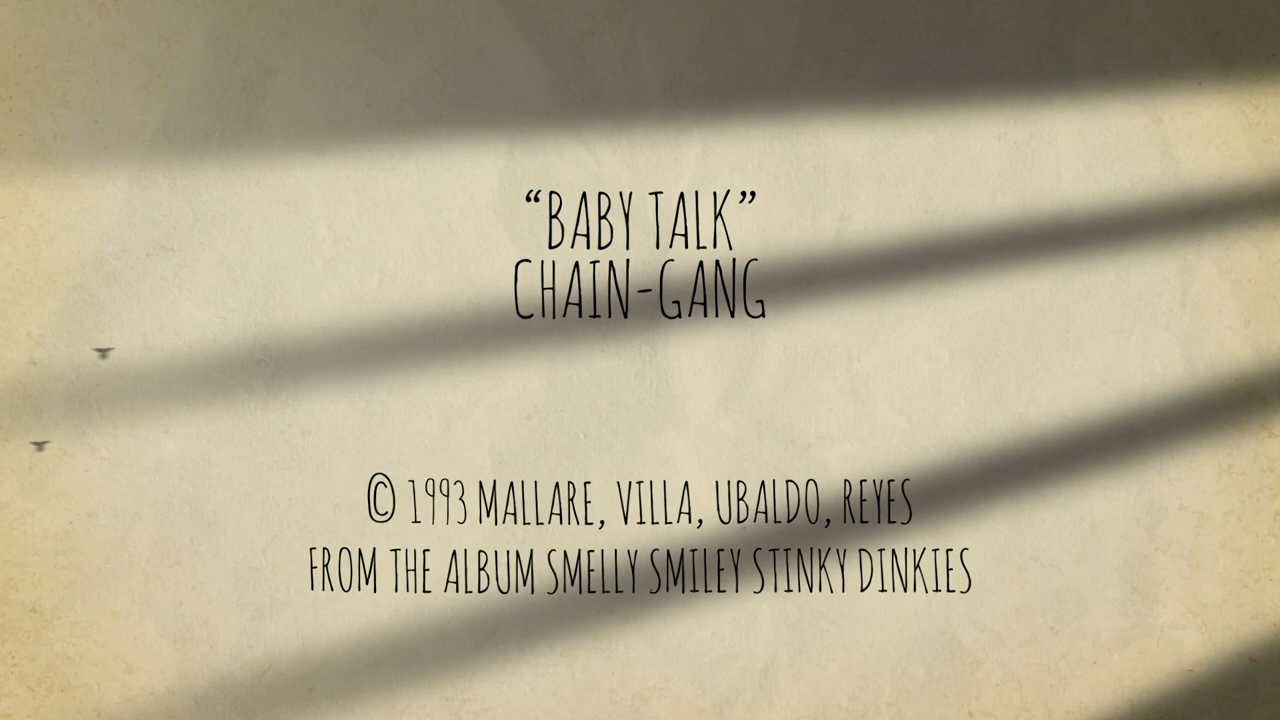 “BABY TALK”
CHAIN-GANG
© 1993 MALLARE, VILLA, UBALDO, REYES
FROM THE ALBUM SMELLY SMILEY STINKY DINKIES